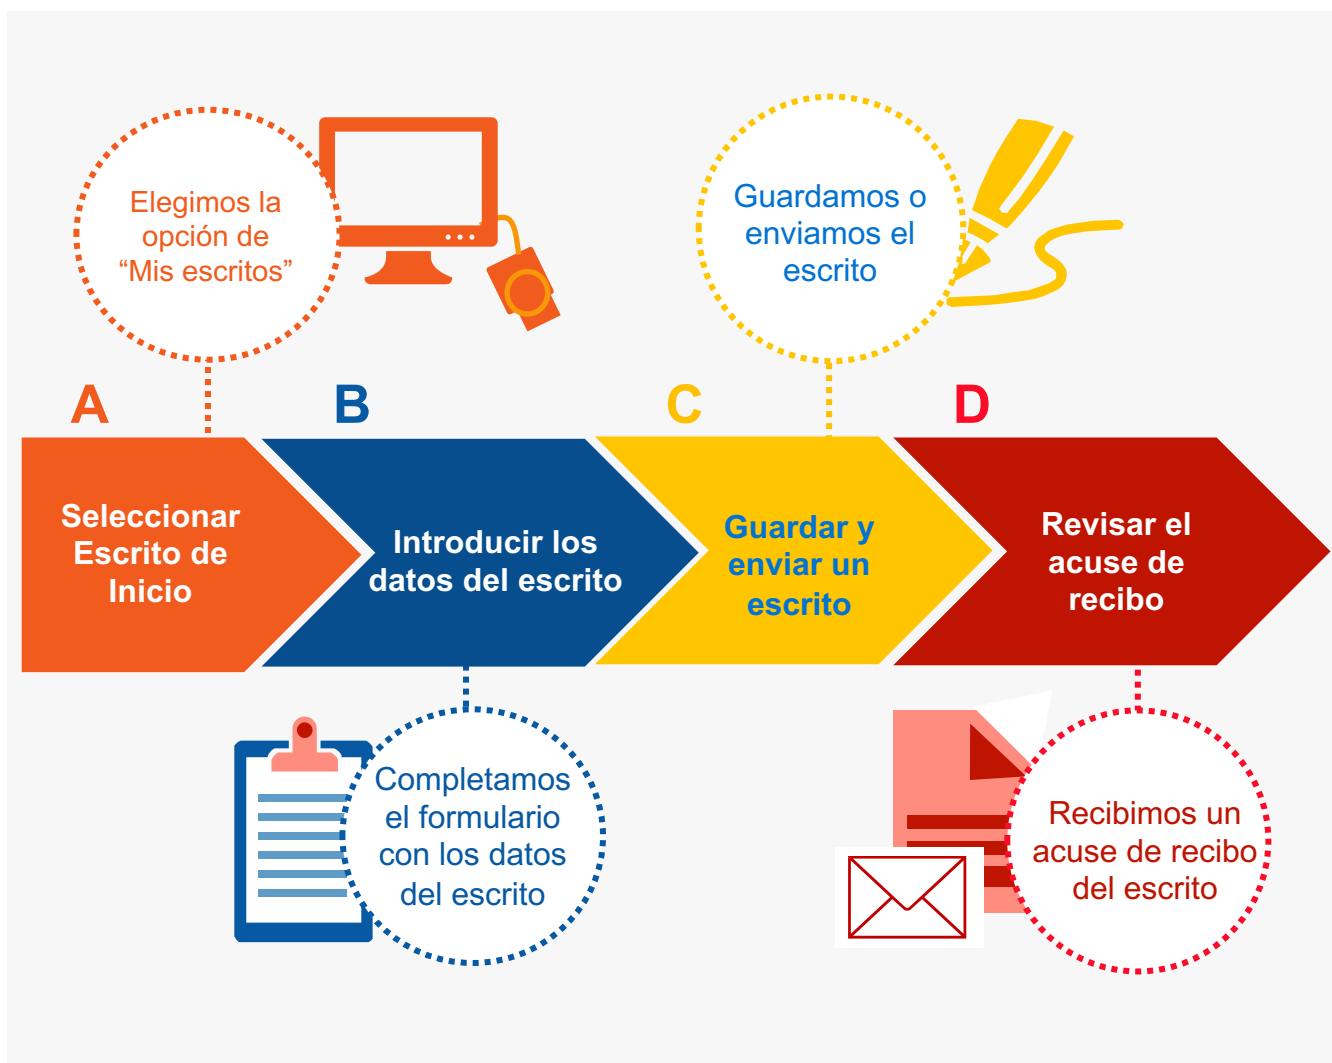 Elegimos la
opción de
“Mis escritos”
Guardamos o
enviamos el
escrito
A
B
C
D
Seleccionar
Escrito de
Inicio
Introducir los
datos del escrito
Guardar y
enviar un
escrito
Revisar el
acuse de
recibo
Completamos
el formulario
con los datos
del escrito
Recibimos un
acuse de recibo
del escrito